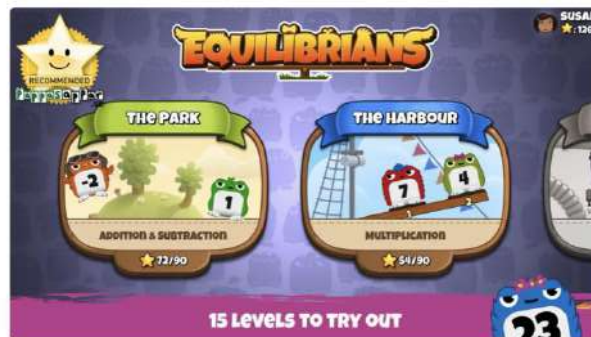 EQUILIBRIANS
RECOMMENDED
PappasAppar
THE PARK
-2
1
ADDITION & SUBTRACTION
72/90
THE HARBOUR
7
4
1
2
MULTIPLICATION
54/90
15 LEVELS TO TRY OUT
23